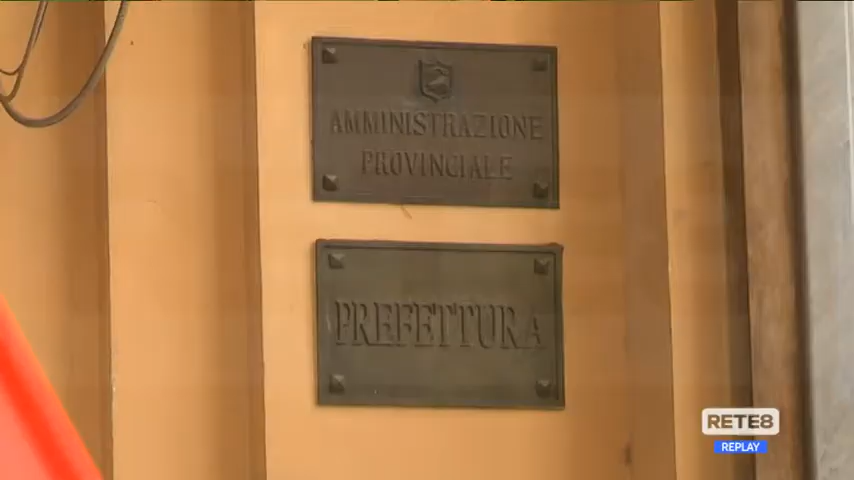 AMMINISTRAZIONE
PROVINCIALE
PREFETTURA
RETE8
REPLAY